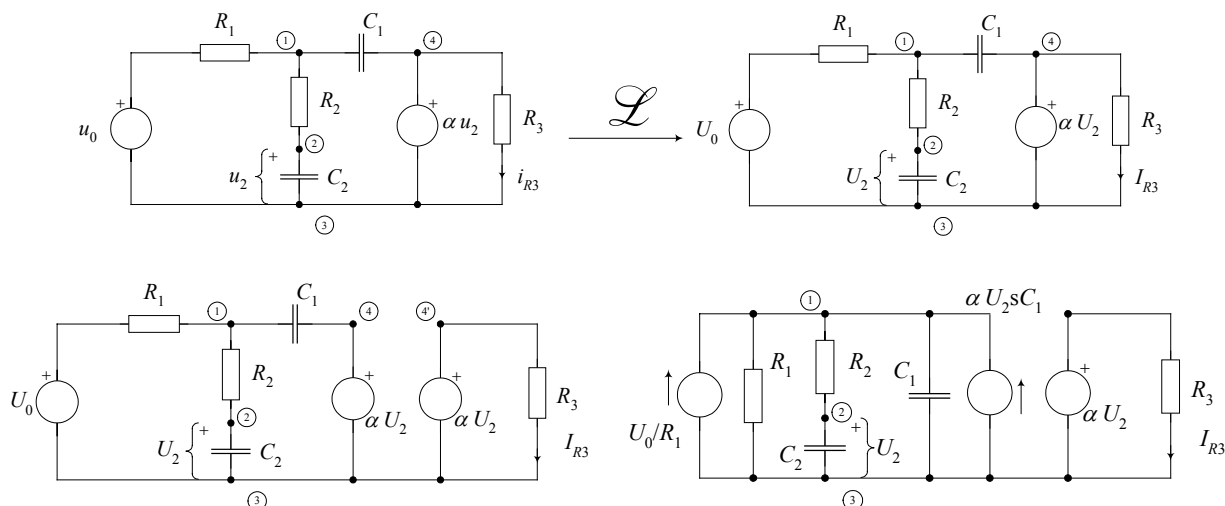 R1 ① C1 ④
u0 + R2 + αu2 R3
② u2 + C2 iR3
③
ℒ
R1 ① C1 ④
U0 + R2 + αU2 R3
② U2 + C2 IR3
③
R1 ① C1 ④ 4'
U0 + R2 + αU2 + αU2 R3
② U2 + C2 IR3
③
① αU2sC1
U0/R1 R1 R2 C1 + αU2 R3
② C2 + U2 IR3
③